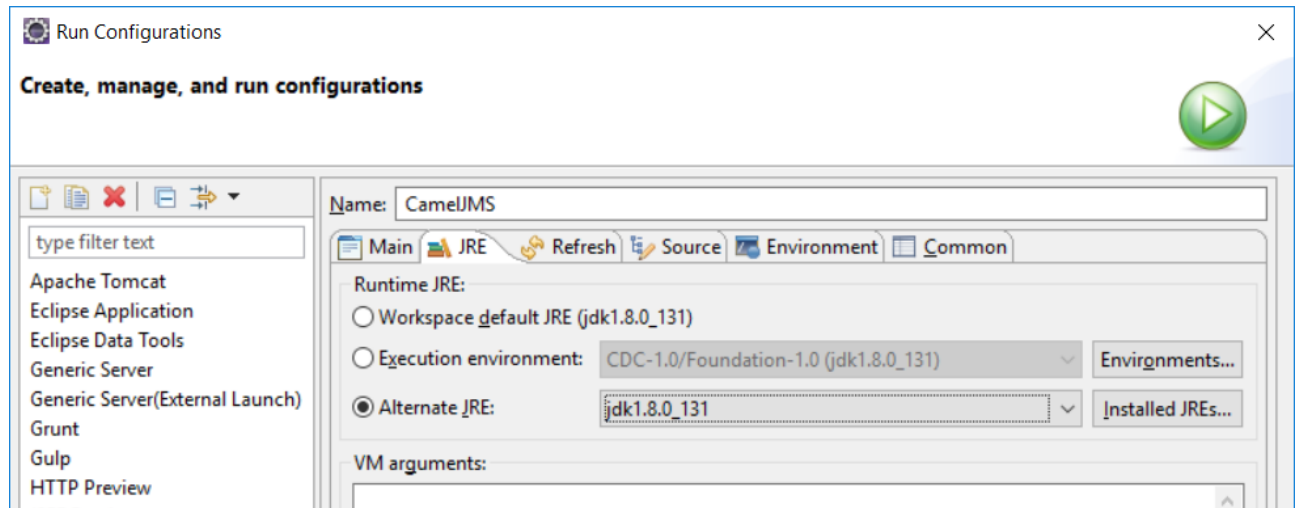 Run Configurations
Create, manage, and run configurations
Name: CamelJMS
type filter text
Main JRE Refresh Source Environment Common
Apache Tomcat
Eclipse Application
Eclipse Data Tools
Generic Server
Generic Server(External Launch)
Grunt
Gulp
HTTP Preview
Runtime JRE:
Workspace default JRE (jdk1.8.0_131)
Execution environment: CDC-1.0/Foundation-1.0 (jdk1.8.0_131) Environments...
Alternate JRE: jdk1.8.0_131 Installed JREs...
VM arguments: